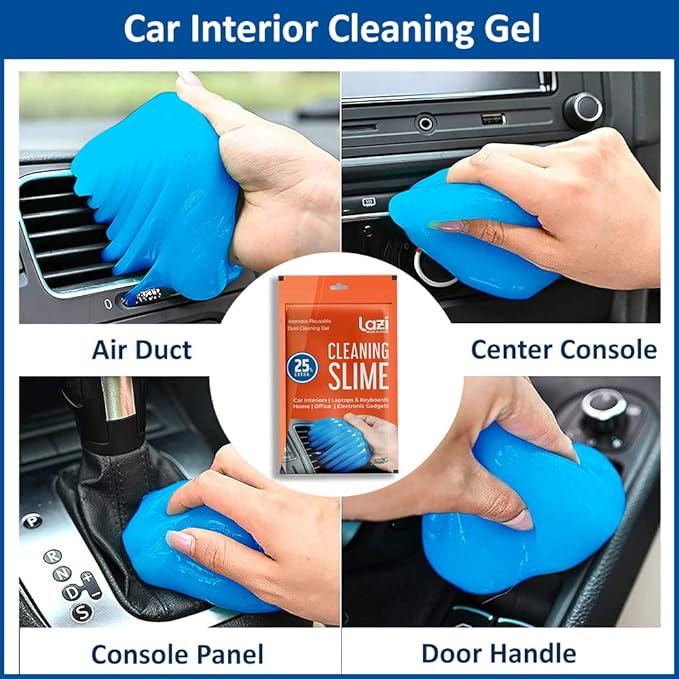 Car Interior Cleaning Gel
Air Duct
Center Console
Lazi
Aromatic Reusable
Dust Cleaning Gel
25%
EXTRA
CLEANING
SLIME
Car Interiors | Laptops & Keyboards
Home | Office | Electronic Gadgets
P
R
N
D
S
+
Console Panel
Door Handle